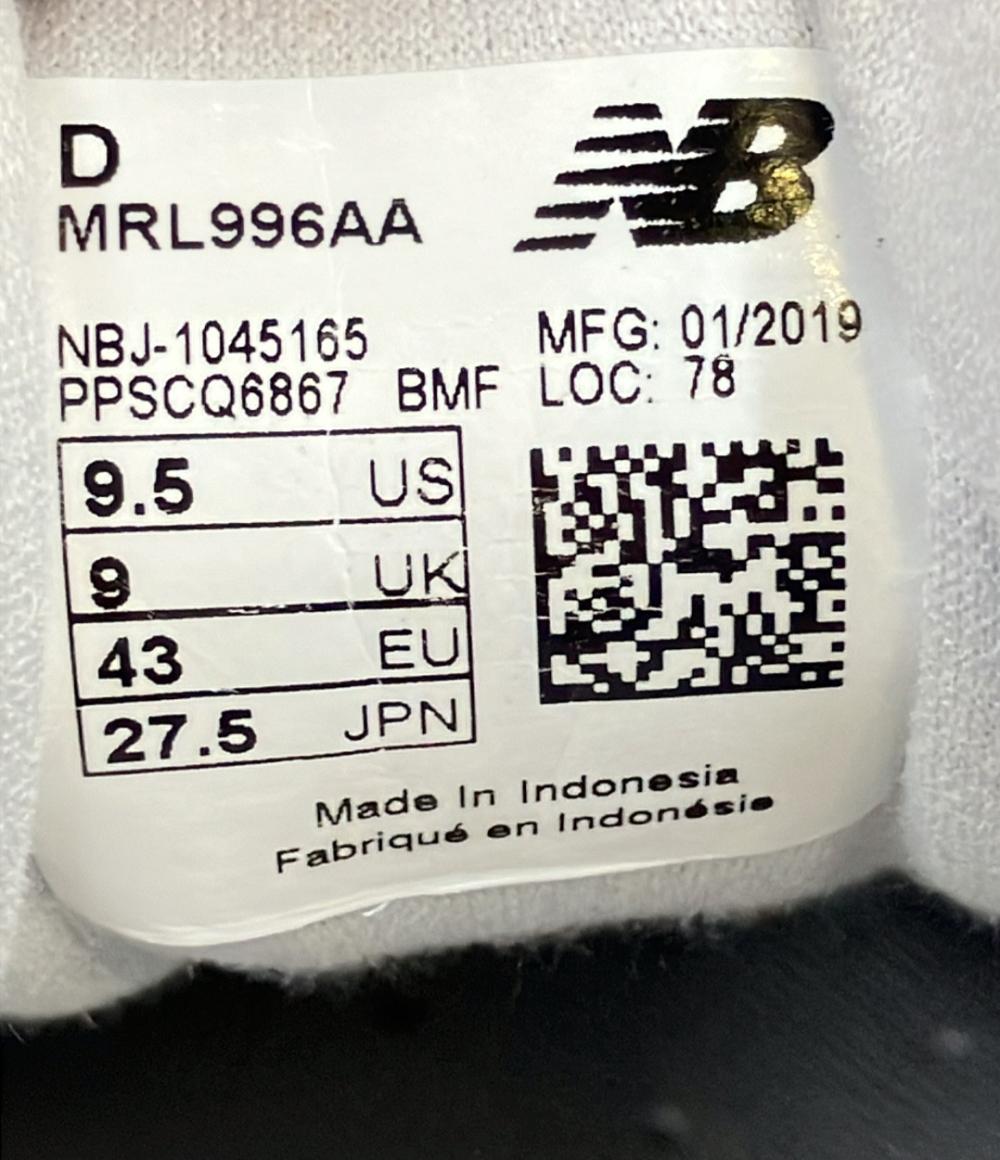 D
NB
MRL996AA
NBJ-1045165 MFG: 01/2019
PPSCQ6867 BMF LOC: 78
9.5 US
9 UK
43 EU
27.5 JPN
Made In Indonesia
Fabriqué en Indonésie